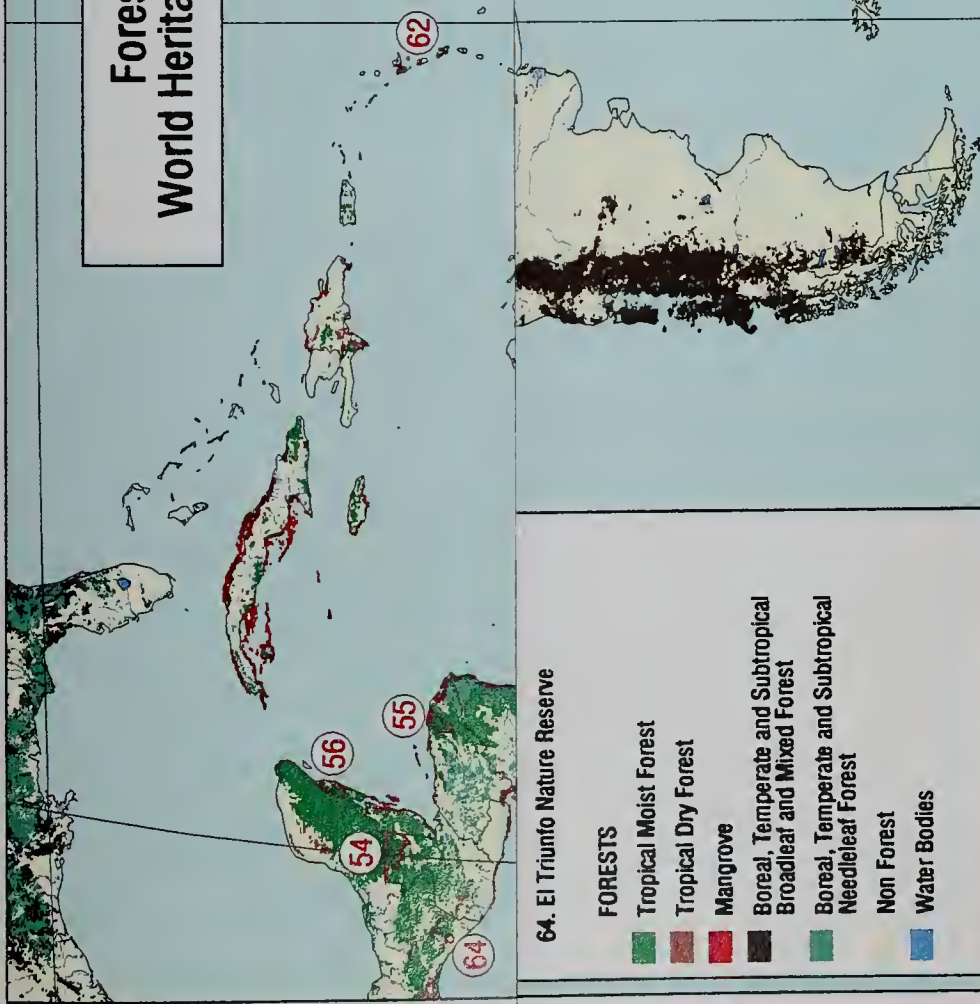 Fores
World Herita
62
56
55
54
64
64. El Triunfo Nature Reserve
FORESTS
Tropical Moist Forest
Tropical Dry Forest
Mangrove
Boreal, Temperate and Subtropical
Broadleaf and Mixed Forest
Boreal, Temperate and Subtropical
Needleleaf Forest
Non Forest
Water Bodies